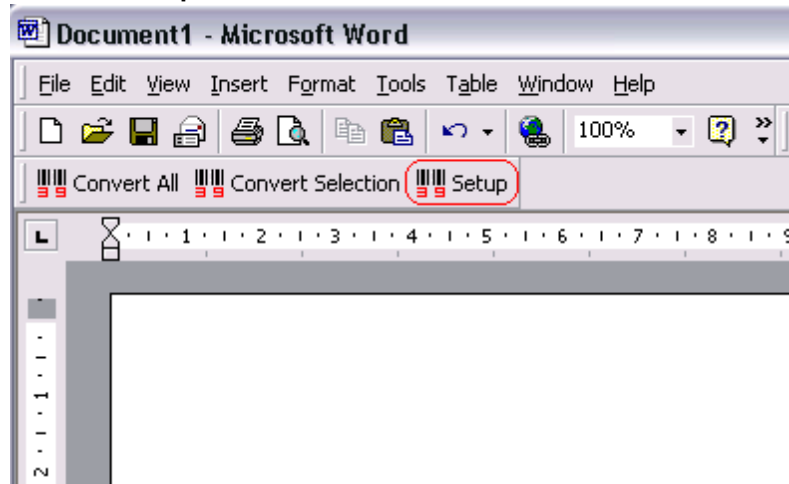 Document1 - Microsoft Word
File Edit View Insert Format Tools Table Window Help
100%
Convert All Convert Selection Setup
L 1 2 3 4 5 6 7 8 9
1
2